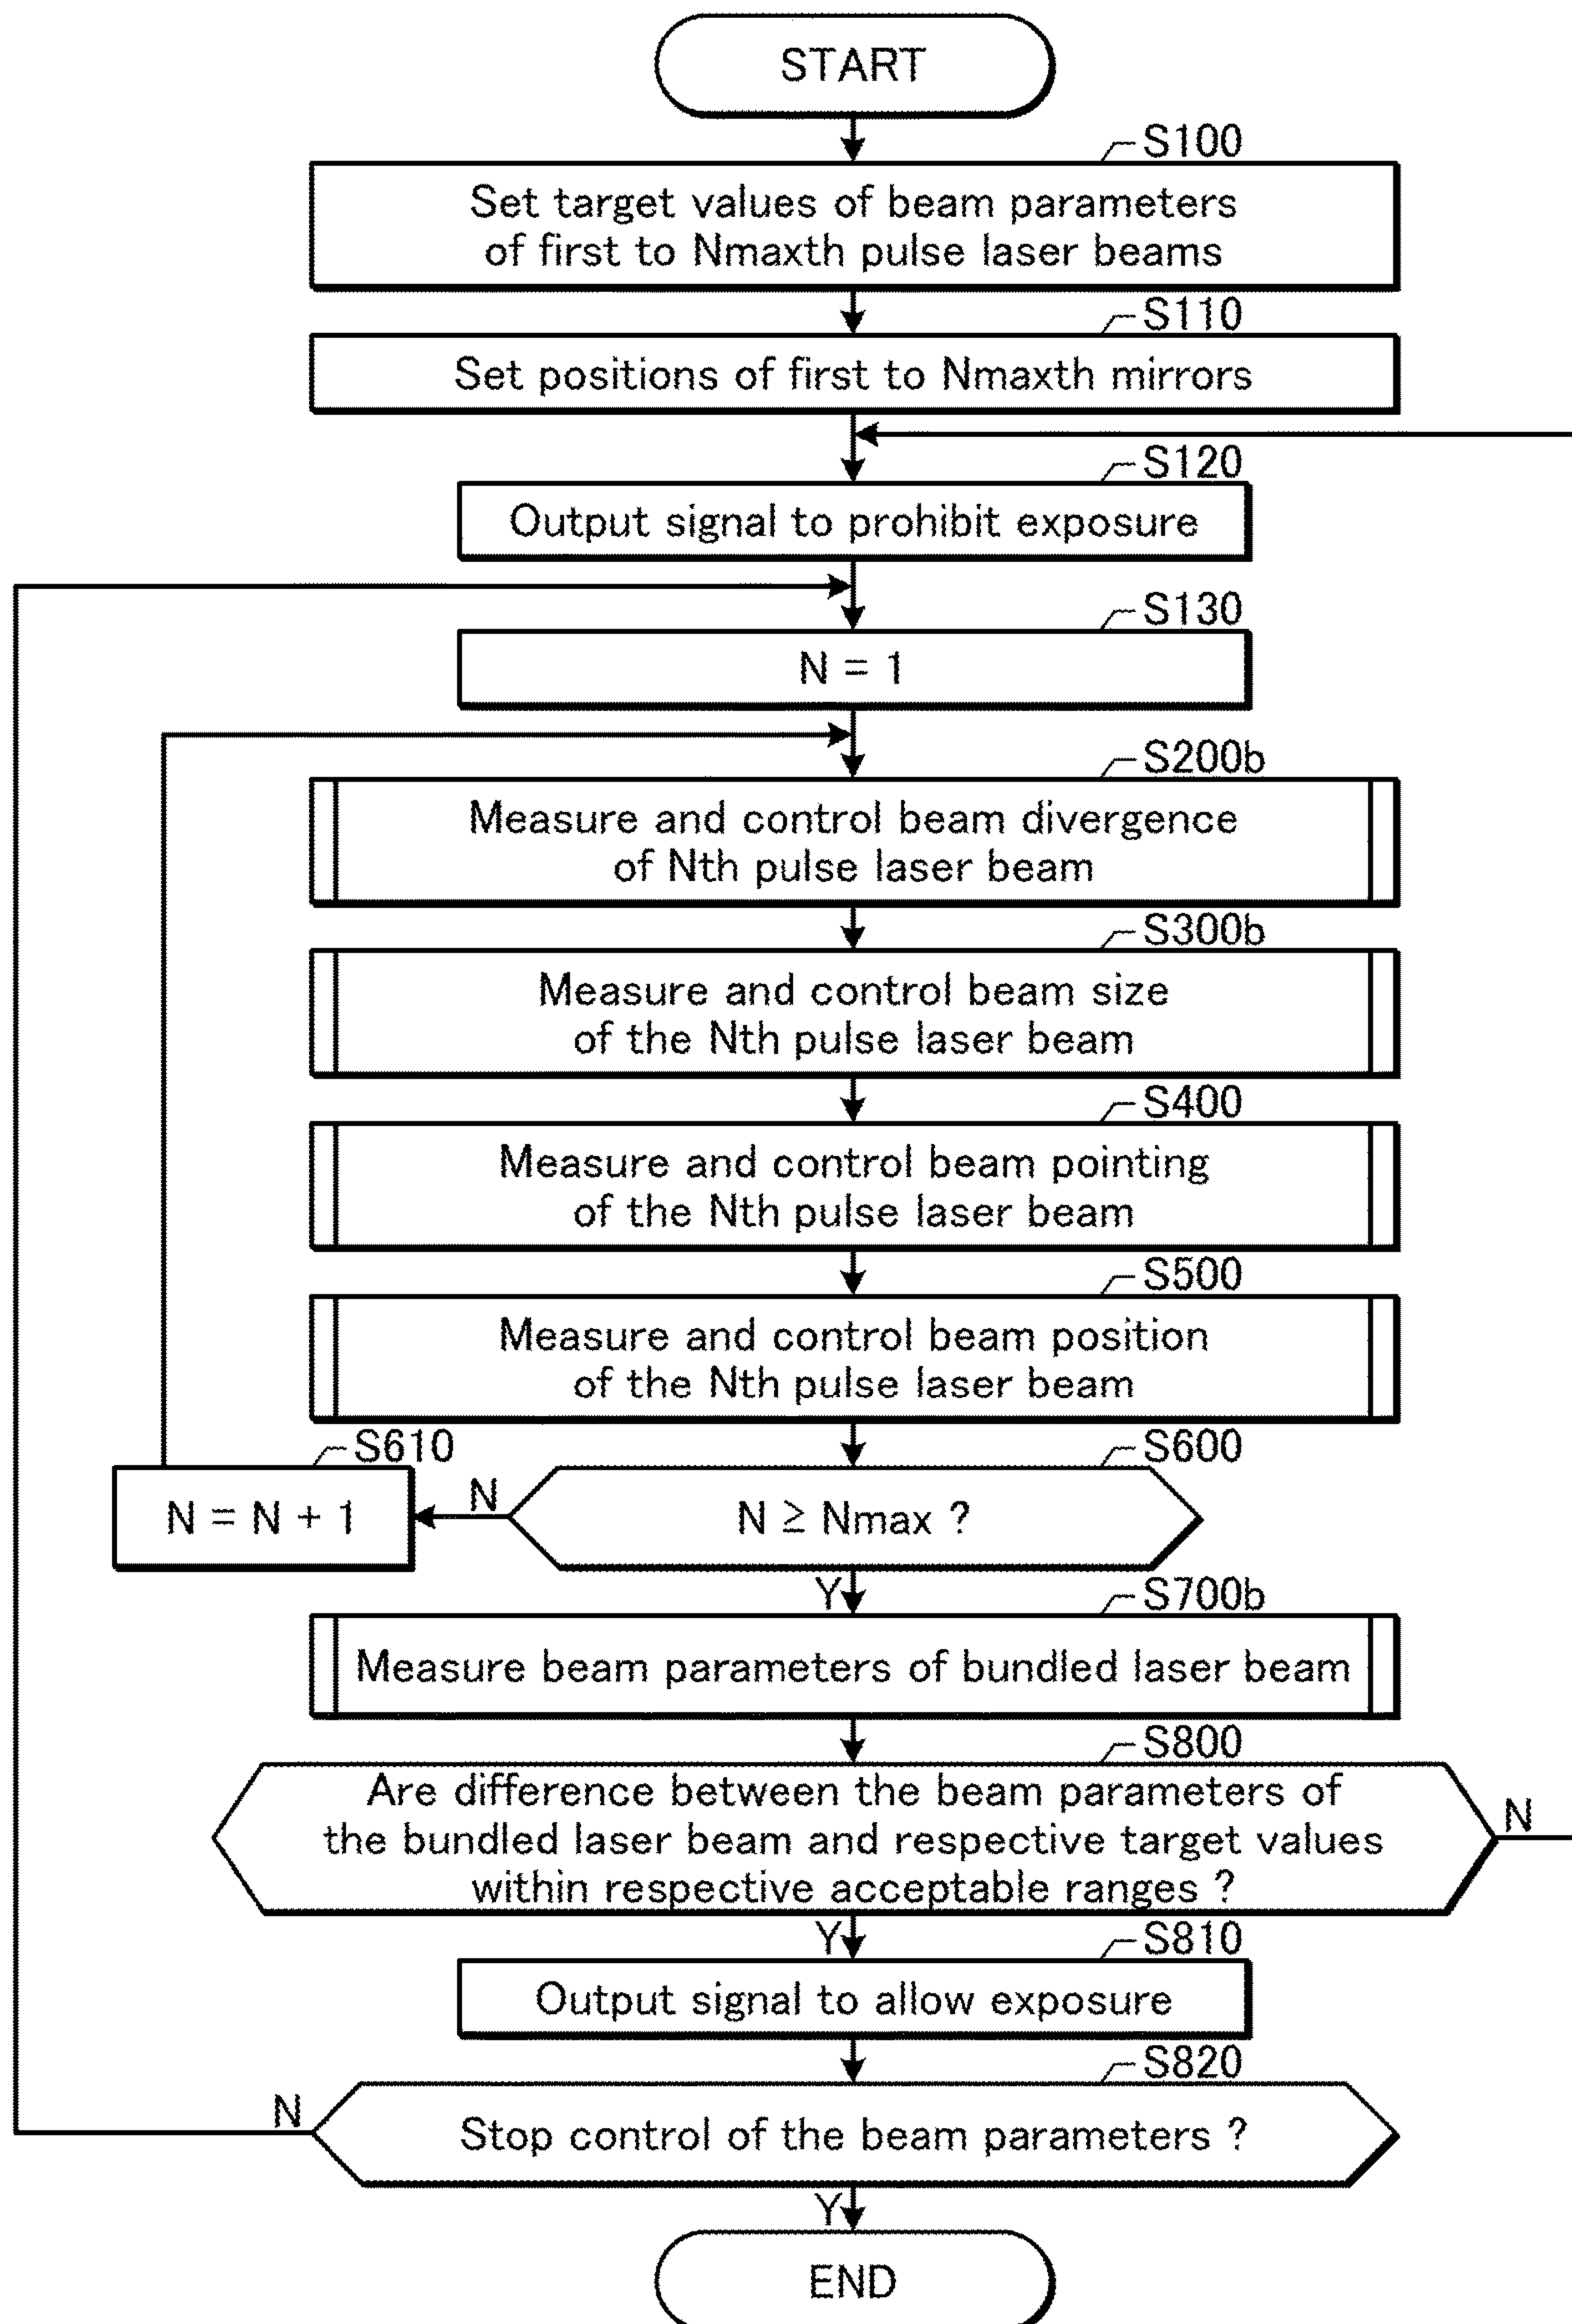 START
S100
Set target values of beam parameters
of first to Nmaxth pulse laser beams
S110
Set positions of first to Nmaxth mirrors
S120
Output signal to prohibit exposure
S130
N = 1
S200b
Measure and control beam divergence
of Nth pulse laser beam
S300b
Measure and control beam size
of the Nth pulse laser beam
S400
Measure and control beam pointing
of the Nth pulse laser beam
S500
Measure and control beam position
of the Nth pulse laser beam
S610
S600
N = N + 1
N
N ≥ Nmax ?
Y
S700b
Measure beam parameters of bundled laser beam
S800
Are difference between the beam parameters of
the bundled laser beam and respective target values
within respective acceptable ranges ?
N
Y
S810
Output signal to allow exposure
S820
N
Stop control of the beam parameters ?
Y
END